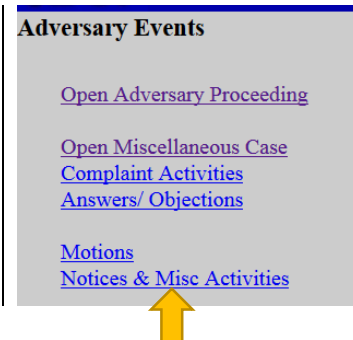 Adversary Events
Open Adversary Proceeding
Open Miscellaneous Case
Complaint Activities
Answers/ Objections
Motions
Notices & Misc Activities